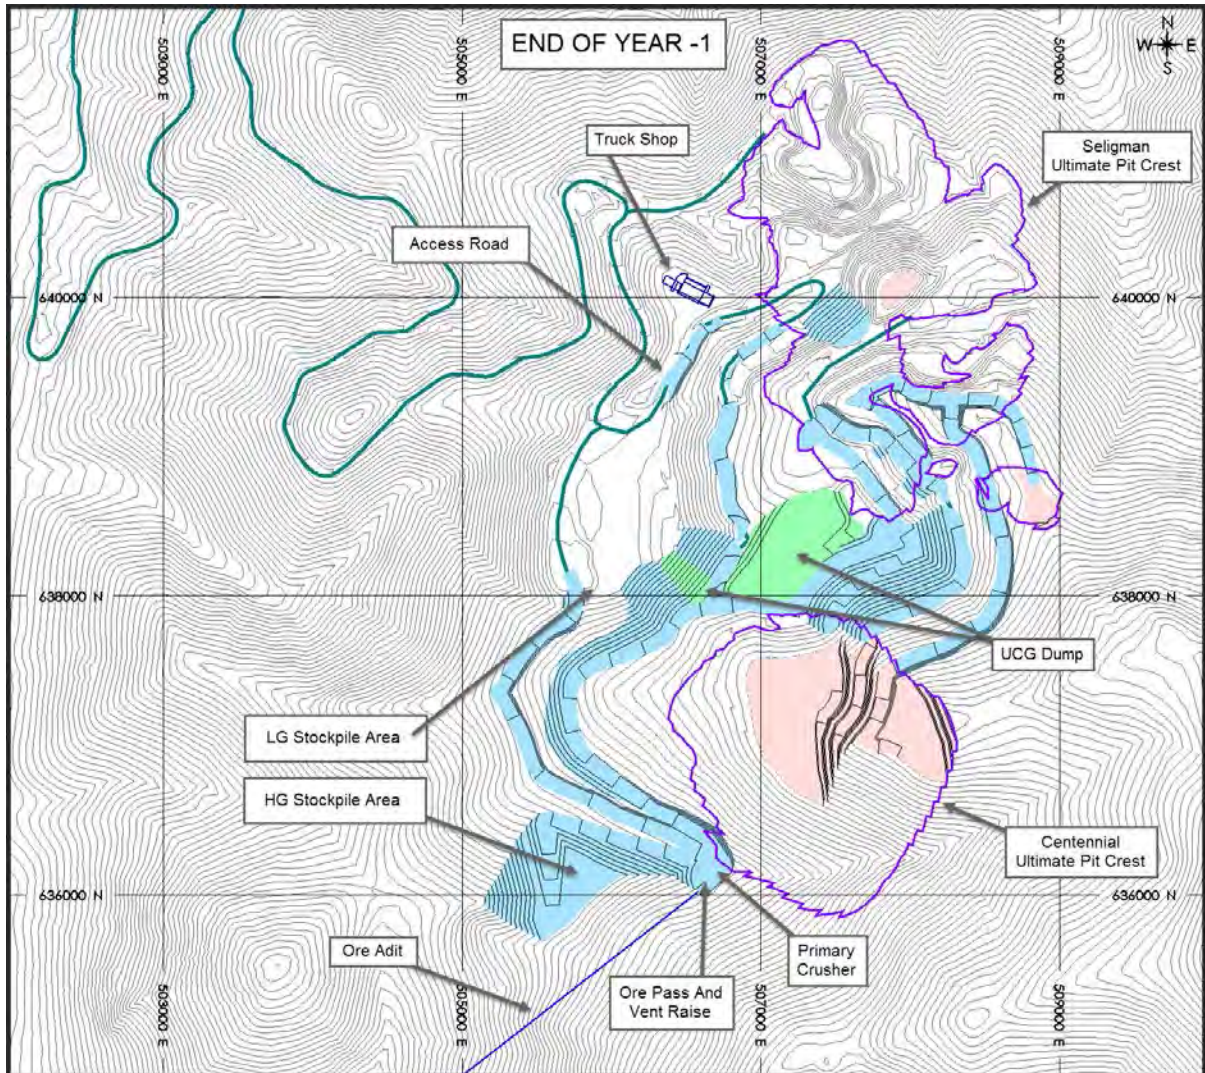 END OF YEAR -1
N
W E
S
503000 E
505000 E
507000 E
509000 E
Truck Shop
Seligman
Ultimate Pit Crest
Access Road
640000 N
640000 N
638000 N
638000 N
UCG Dump
LG Stockpile Area
HG Stockpile Area
Centennial
Ultimate Pit Crest
636000 N
636000 N
Ore Adit
Primary
Crusher
Ore Pass And
Vent Raise
503000 E
505000 E
507000 E
509000 E